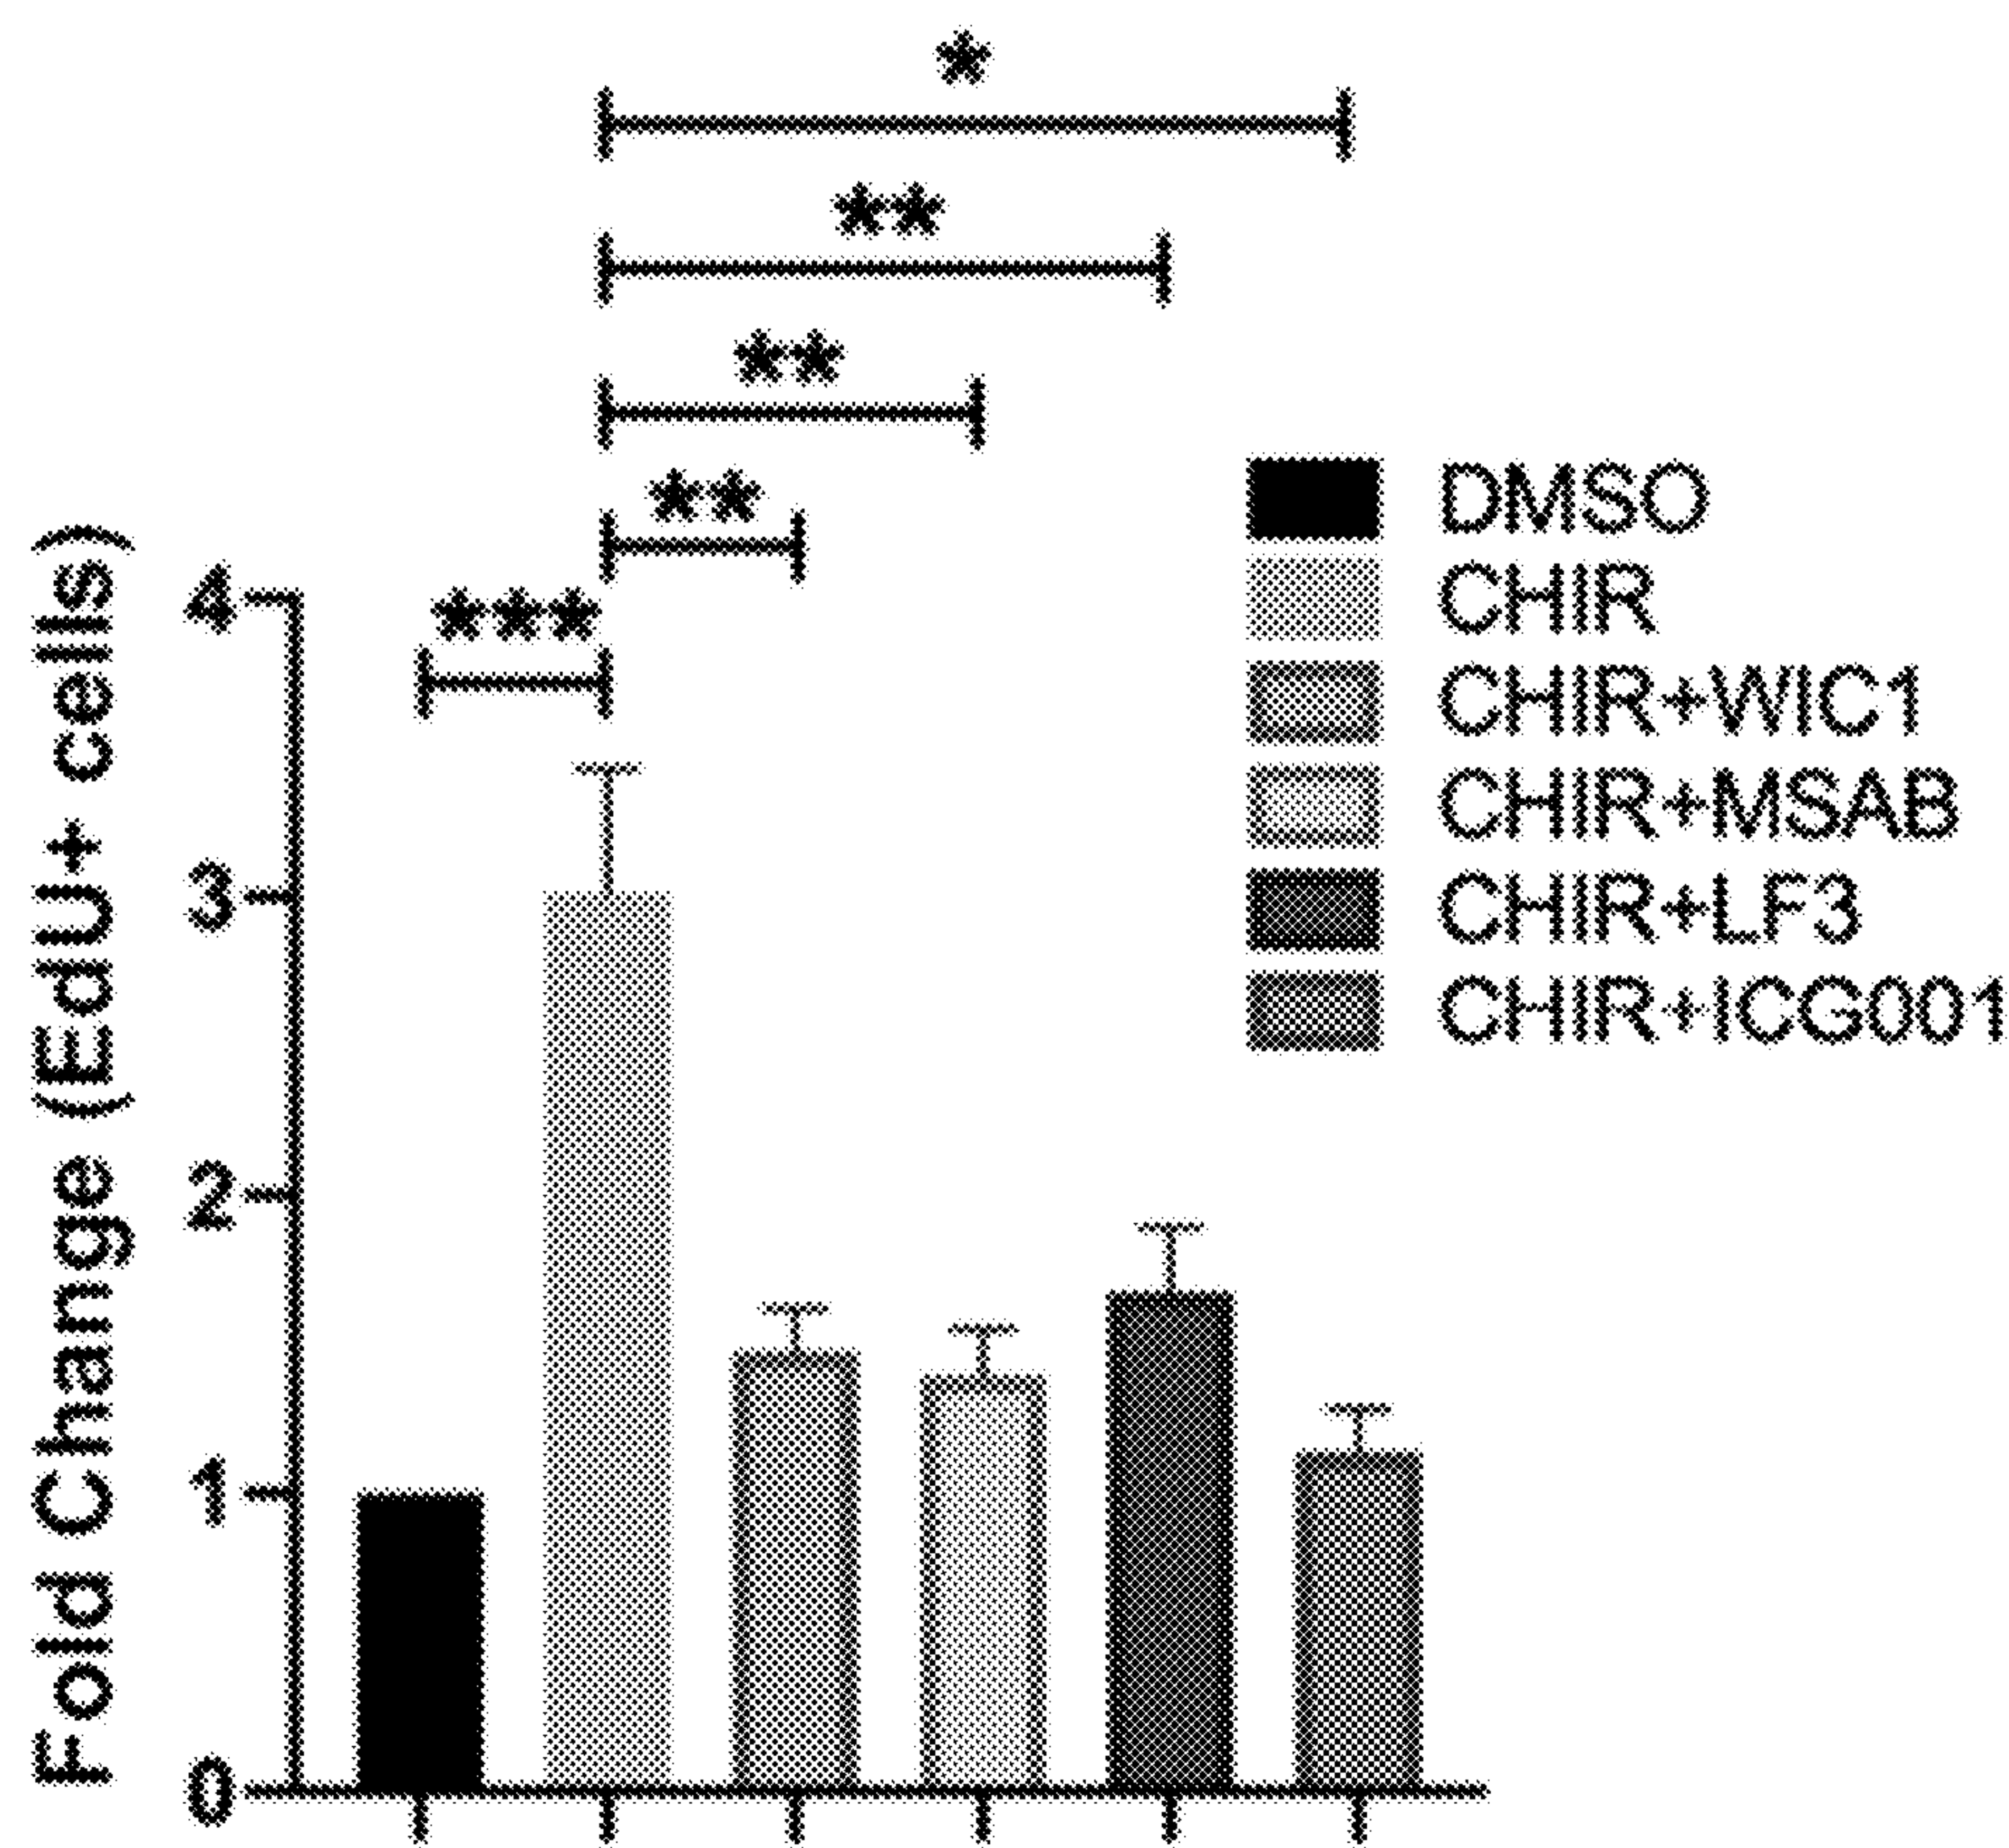 *
**
**
**
***
Fold Change (EdU+ cells)
4
3
2
1
0
DMSO
CHIR
CHIR+WIC1
CHIR+MSAB
CHIR+LF3
CHIR+ICG001